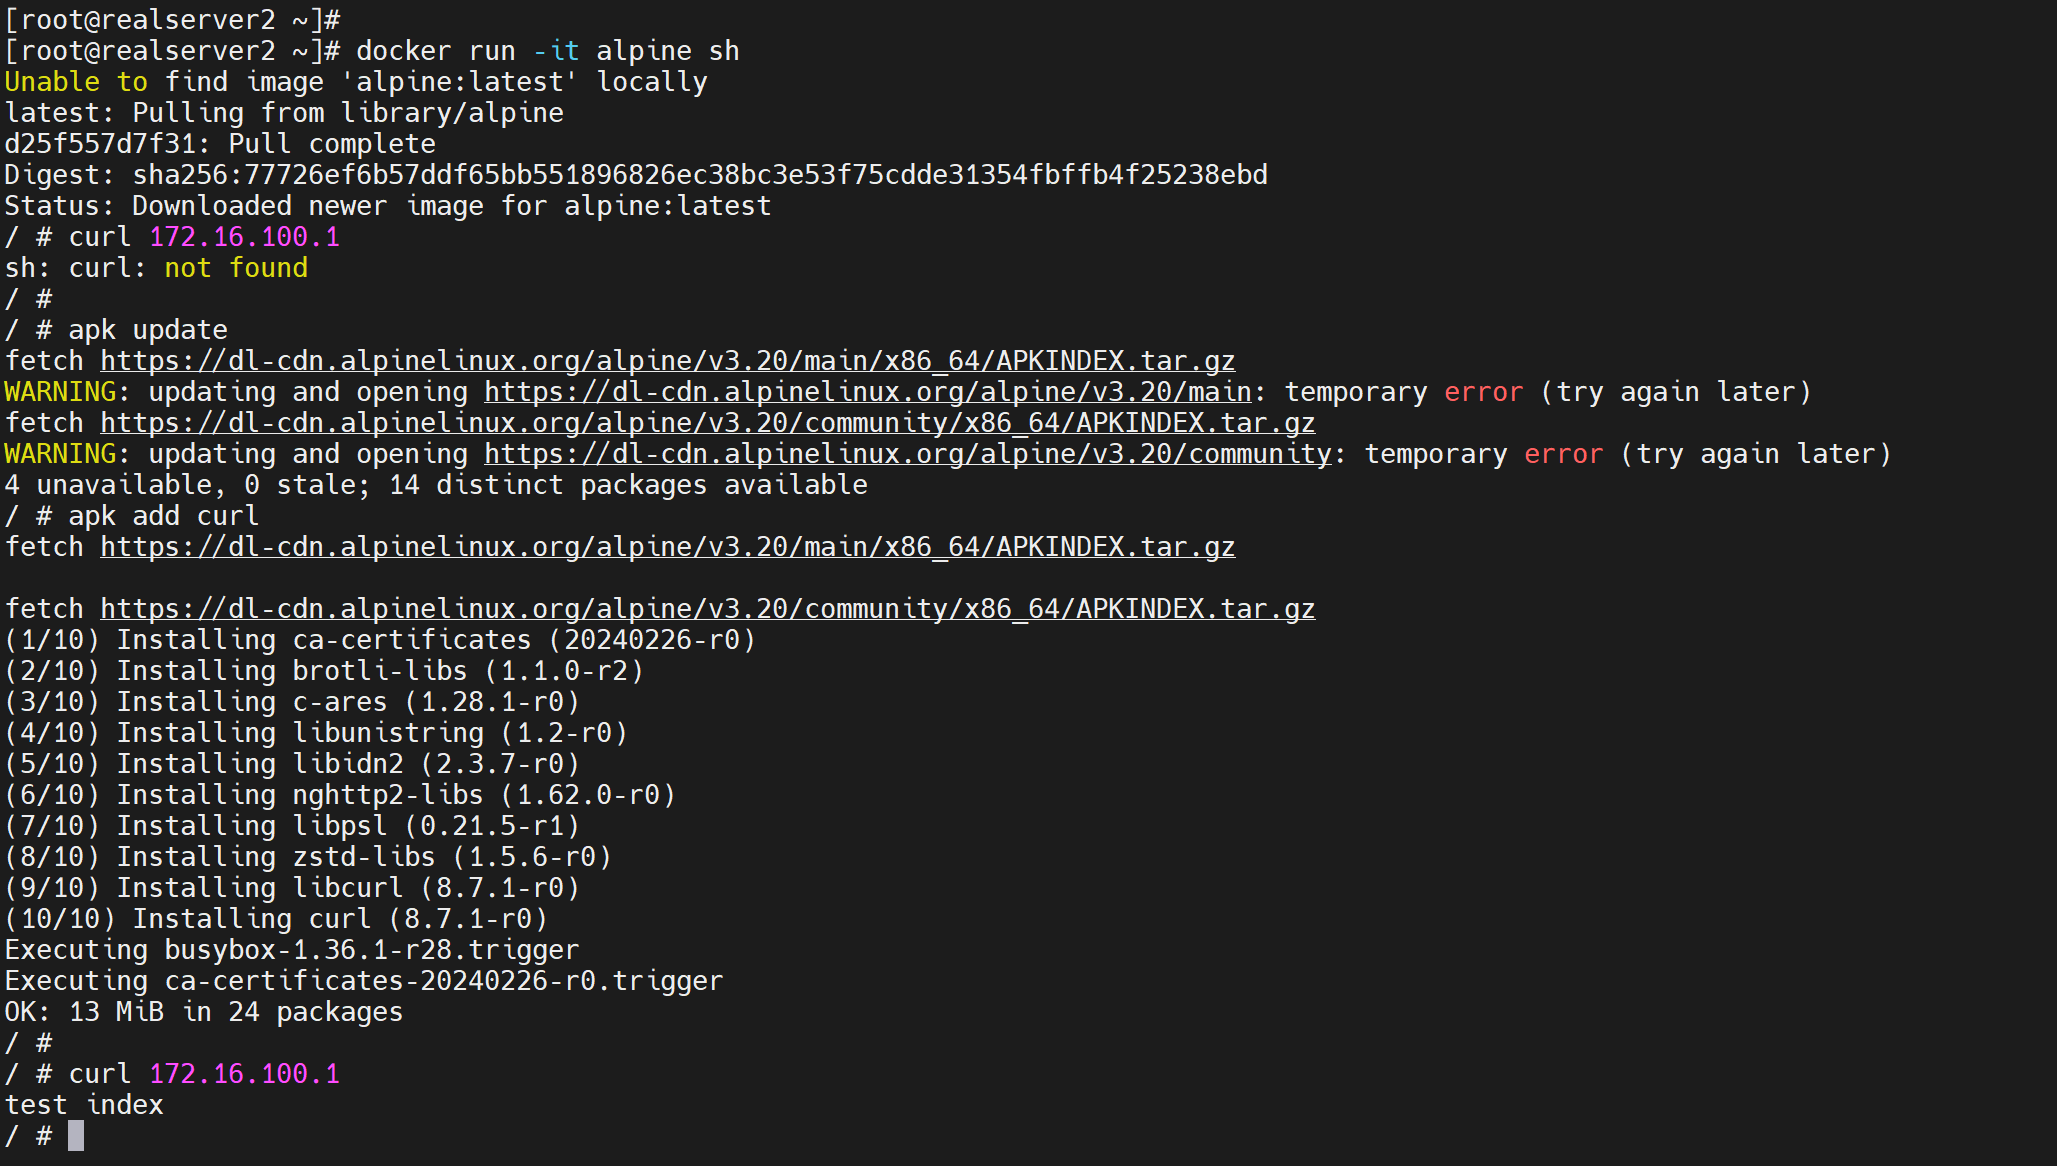 [root@realserver2 ~]#
[root@realserver2 ~]# docker run -it alpine sh
Unable to find image 'alpine:latest' locally
latest: Pulling from library/alpine
d25f557d7f31: Pull complete
Digest: sha256:77726ef6b57ddf65bb551896826ec38bc3e53f75cdde31354fbffb4f25238ebd
Status: Downloaded newer image for alpine:latest
/ # curl 172.16.100.1
sh: curl: not found
/ #
/ # apk update
fetch https://dl-cdn.alpinelinux.org/alpine/v3.20/main/x86_64/APKINDEX.tar.gz
WARNING: updating and opening https://dl-cdn.alpinelinux.org/alpine/v3.20/main: temporary error (try again later)
fetch https://dl-cdn.alpinelinux.org/alpine/v3.20/community/x86_64/APKINDEX.tar.gz
WARNING: updating and opening https://dl-cdn.alpinelinux.org/alpine/v3.20/community: temporary error (try again later)
4 unavailable, 0 stale; 14 distinct packages available
/ # apk add curl
fetch https://dl-cdn.alpinelinux.org/alpine/v3.20/main/x86_64/APKINDEX.tar.gz
fetch https://dl-cdn.alpinelinux.org/alpine/v3.20/community/x86_64/APKINDEX.tar.gz
(1/10) Installing ca-certificates (20240226-r0)
(2/10) Installing brotli-libs (1.1.0-r2)
(3/10) Installing c-ares (1.28.1-r0)
(4/10) Installing libunistring (1.2-r0)
(5/10) Installing libidn2 (2.3.7-r0)
(6/10) Installing nghttp2-libs (1.62.0-r0)
(7/10) Installing libpsl (0.21.5-r1)
(8/10) Installing zstd-libs (1.5.6-r0)
(9/10) Installing libcurl (8.7.1-r0)
(10/10) Installing curl (8.7.1-r0)
Executing busybox-1.36.1-r28.trigger
Executing ca-certificates-20240226-r0.trigger
OK: 13 MiB in 24 packages
/ #
/ # curl 172.16.100.1
test index
/ #